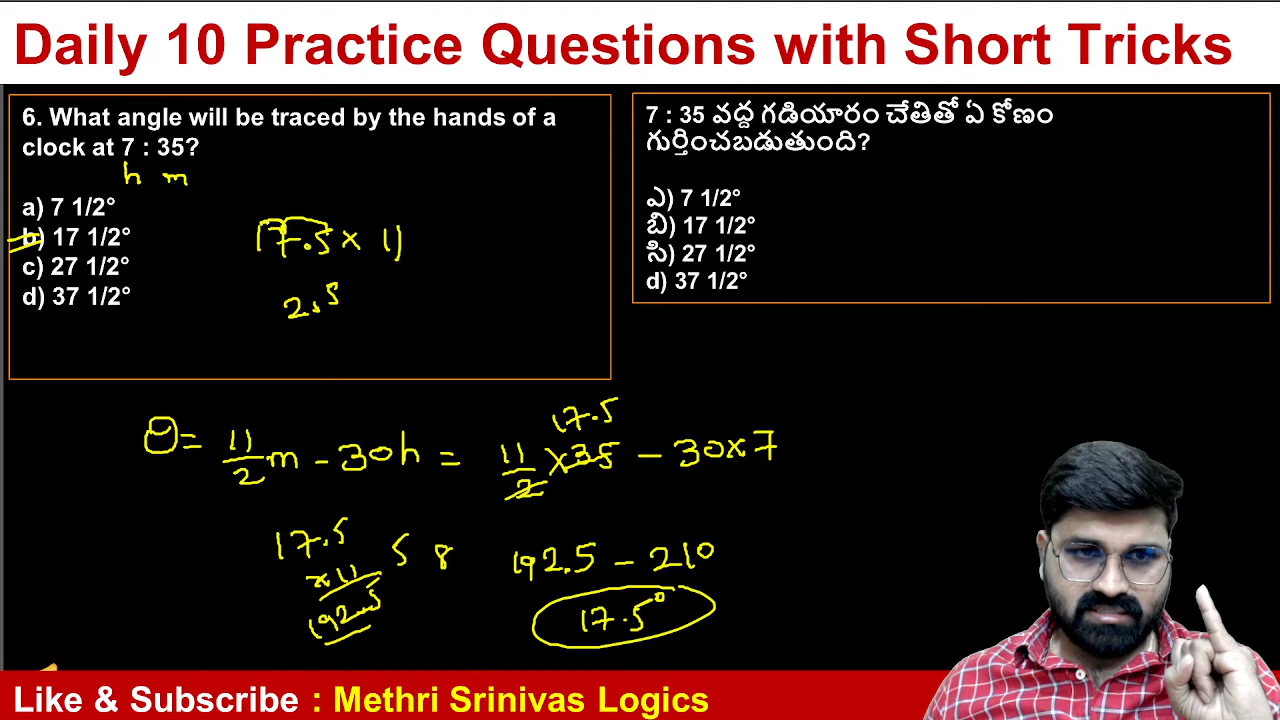 Daily 10 Practice Questions with Short Tricks
6. What angle will be traced by the hands of a
clock at 7 : 35?
h m
a) 7 1/2°
b) 17 1/2°
c) 27 1/2°
d) 37 1/2°
17.5 × 11
2.5
7 : 35 వద్ద గడియారం చేతితో ఏ కోణం
గుర్తించబడుతుంది?
ఎ) 7 1/2°
బి) 17 1/2°
సి) 27 1/2°
d) 37 1/2°
17.5
θ = 11/2 m - 30h = 11/2 × 35 - 30 × 7
17.5
× 11
192.5
5 8
192.5 - 210
17.5°
Like & Subscribe : Methri Srinivas Logics